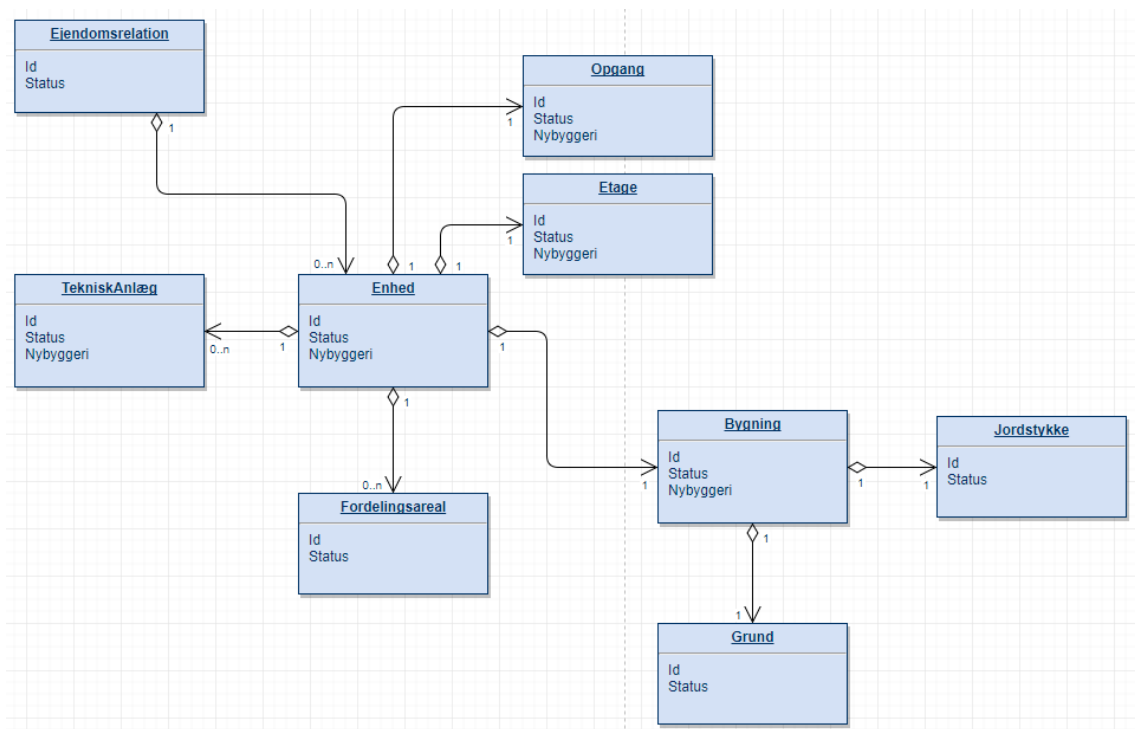 Ejendomsrelation
Id
Status
1
Opgang
Id
Status
Nybyggeri
1
Etage
Id
Status
Nybyggeri
1
0..n
1
1
TekniskAnlæg
Id
Status
Nybyggeri
0..n
1
Enhed
Id
Status
Nybyggeri
1
1
Fordelingsareal
Id
Status
0..n
Bygning
Id
Status
Nybyggeri
1
1
1
Jordstykke
Id
Status
1
Grund
Id
Status
1